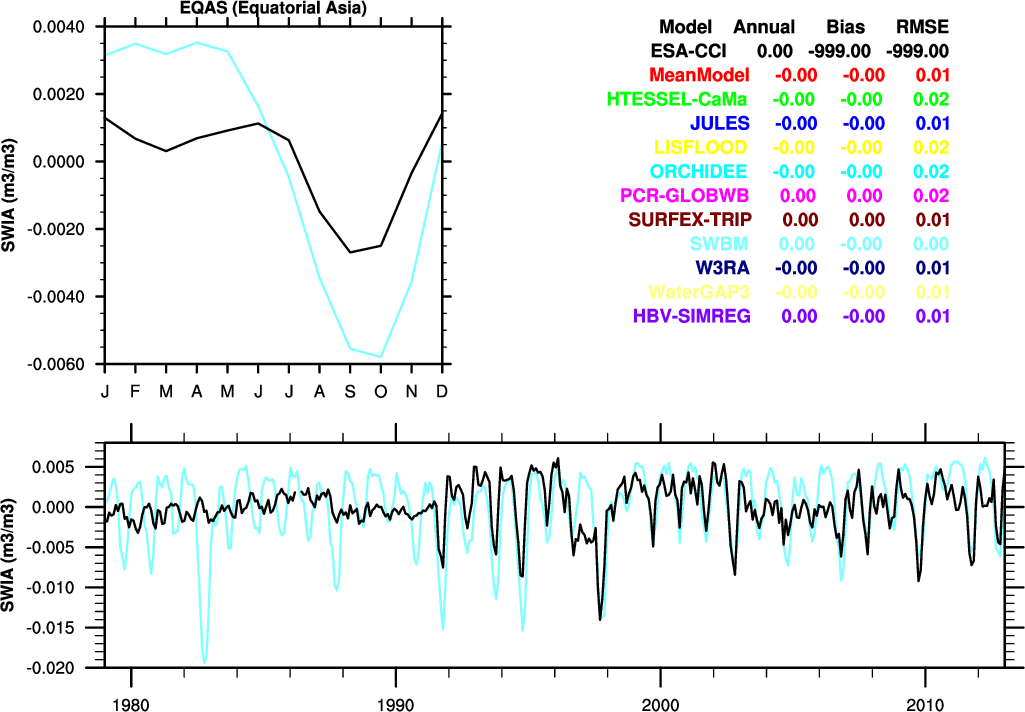 EQAS (Equatorial Asia)
0.0040
0.0020
0.0000
-0.0020
-0.0040
-0.0060
SWIA (m3/m3)
J F M A M J J A S O N D
Model Annual Bias RMSE
ESA-CCI 0.00 -999.00 -999.00
MeanModel -0.00 -0.00 0.01
HTESSEL-CaMa -0.00 -0.00 0.02
JULES -0.00 -0.00 0.01
LISFLOOD -0.00 -0.00 0.02
ORCHIDEE -0.00 -0.00 0.02
PCR-GLOBWB 0.00 0.00 0.02
SURFEX-TRIP 0.00 0.00 0.01
SWBM 0.00 -0.00 0.00
W3RA -0.00 -0.00 0.01
WaterGAP3 -0.00 -0.00 0.01
HBV-SIMREG 0.00 -0.00 0.01
0.005
0.000
-0.005
-0.010
-0.015
-0.020
SWIA (m3/m3)
1980 1990 2000 2010